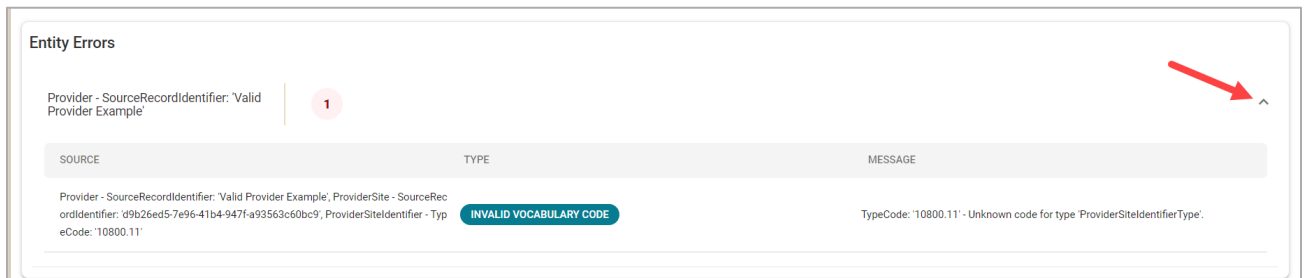 Entity Errors
Provider - SourceRecordIdentifier: 'Valid
Provider Example'
1
SOURCE TYPE MESSAGE
Provider - SourceRecordIdentifier: 'Valid Provider Example', ProviderSite - SourceRec
ordIdentifier: 'd9b26ed5-7e96-41b4-947f-a93563c60bc9', ProviderSiteIdentifier - Typ
eCode: '10800.11'
INVALID VOCABULARY CODE
TypeCode: '10800.11' - Unknown code for type 'ProviderSiteIdentifierType'.